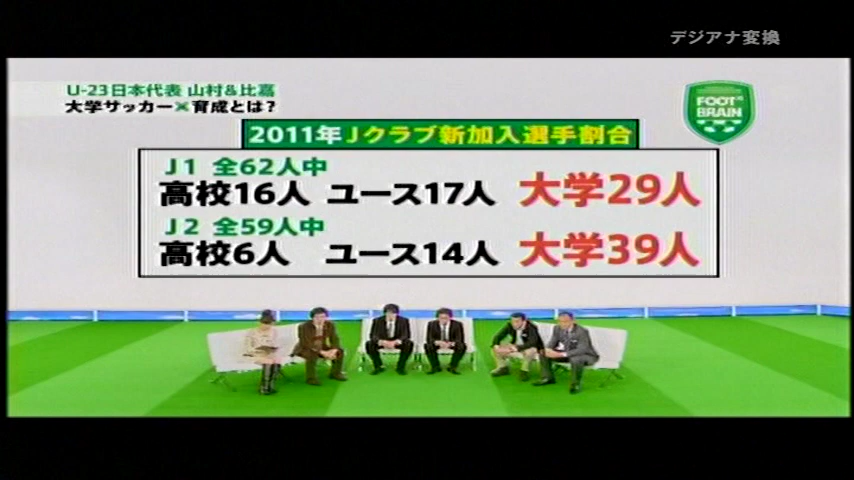 デジアナ変換
U-23日本代表 山村&比嘉
大学サッカー×育成とは?
FOOT×
BRAIN
2011年Jクラブ新加入選手割合
J1 全62人中
高校16人 ユース17人 大学29人
J2 全59人中
高校6人 ユース14人 大学39人